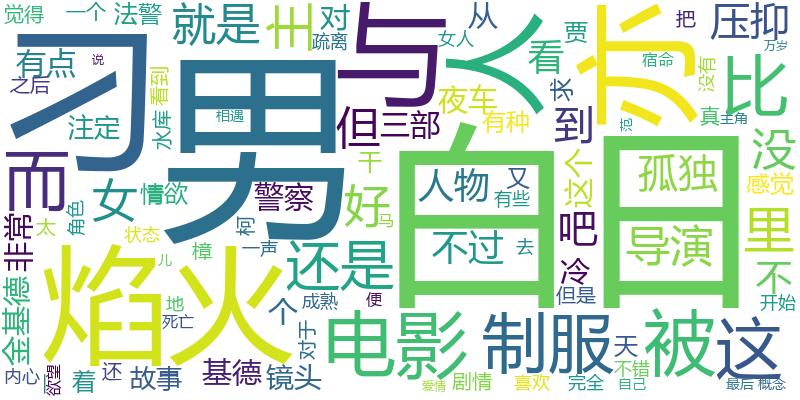 觉得 一个 法警 就是 主 对 与 从 贾 把 压抑
疏离 女人 看 宿命 万岁
刁 男 人 亦 比 没有
有点 说
之后 水库 看到 相遇 但 三部 夜车 求 真 主角
注定 有种 到 范 没
而 干 白日
女 情欲 警察 好 人物 又 这个 孤独 感觉
非常 太 角色 柯 马 有些 吧 里
状态 一声 不过 去 导演
焰火 樟 还是 冷 不
金基德 儿 地 个 成熟 便 但是 开始
死亡 对于 电影 制服 被 这
内心 欲望 着 还 故事 基德 镜头 天 不错
爱情 剧情 喜欢 完全 自己 最后 概念